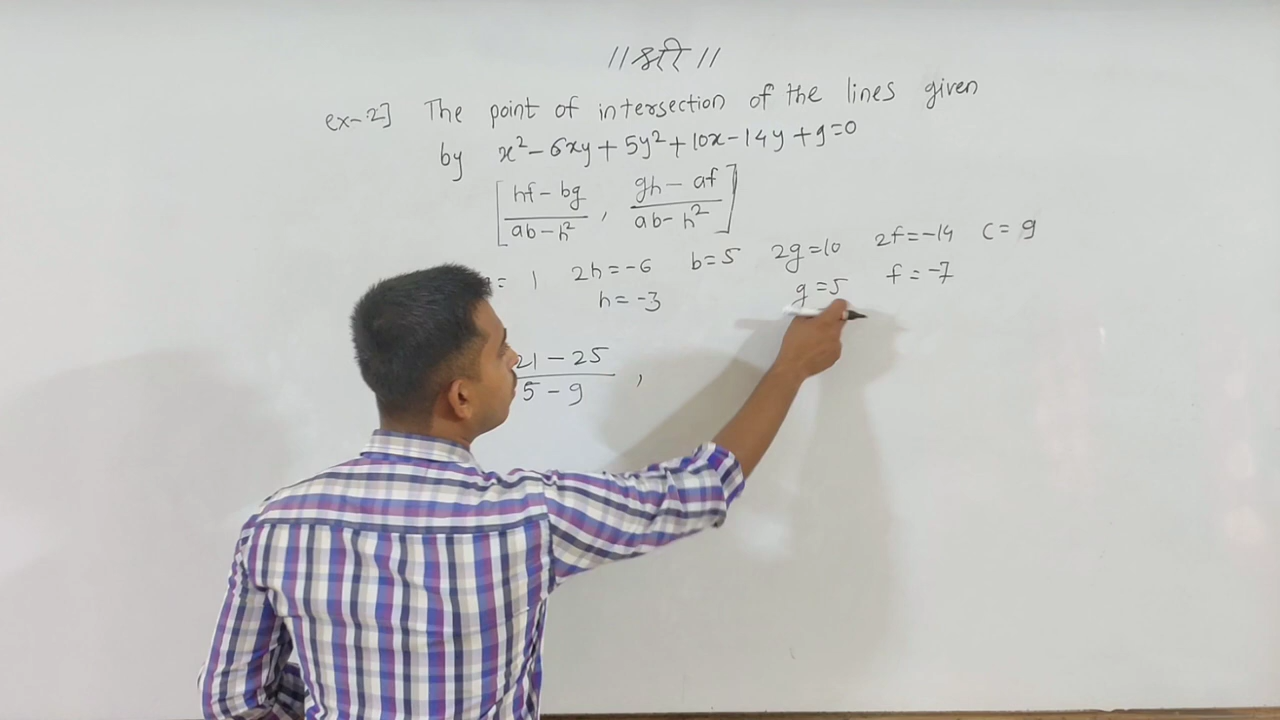 ॥ श्री ॥
ex-2] The point of intersection of the lines given
by x² - 6xy + 5y² + 10x - 14y + 9 = 0
[hf - bg / ab - h² , gh - af / ab - h²]
= 1 2h = -6 b = 5 2g = 10 2f = -14 c = 9
h = -3 g = 5 f = -7
21 - 25 / 5 - 9 ,